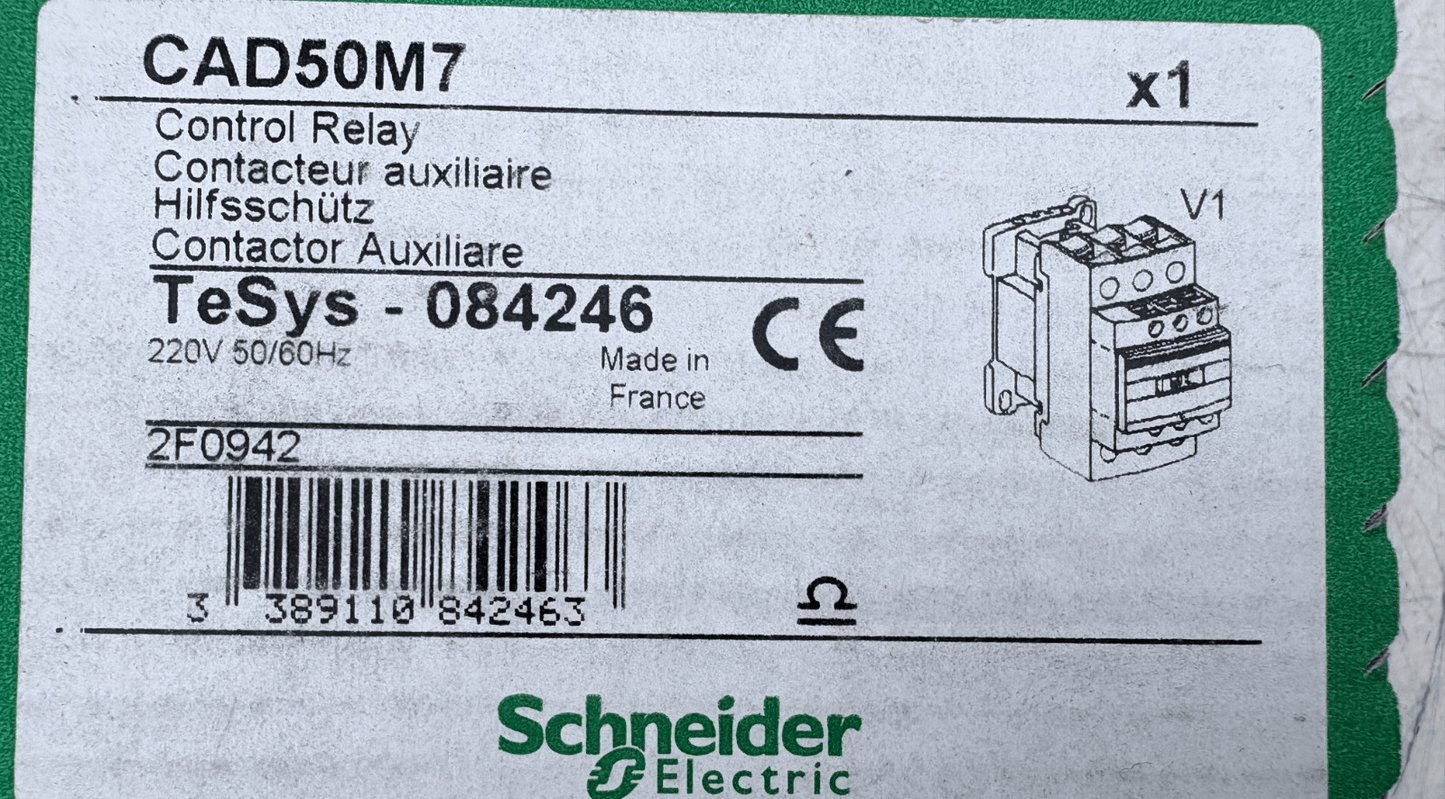 CAD50M7
x1
Control Relay
Contacteur auxiliaire
Hilfsschütz
Contactor Auxiliare
V1
TeSys - 084246
CE
220V 50/60Hz
Made in
France
2F0942
3 389110 842463
Schneider
Electric